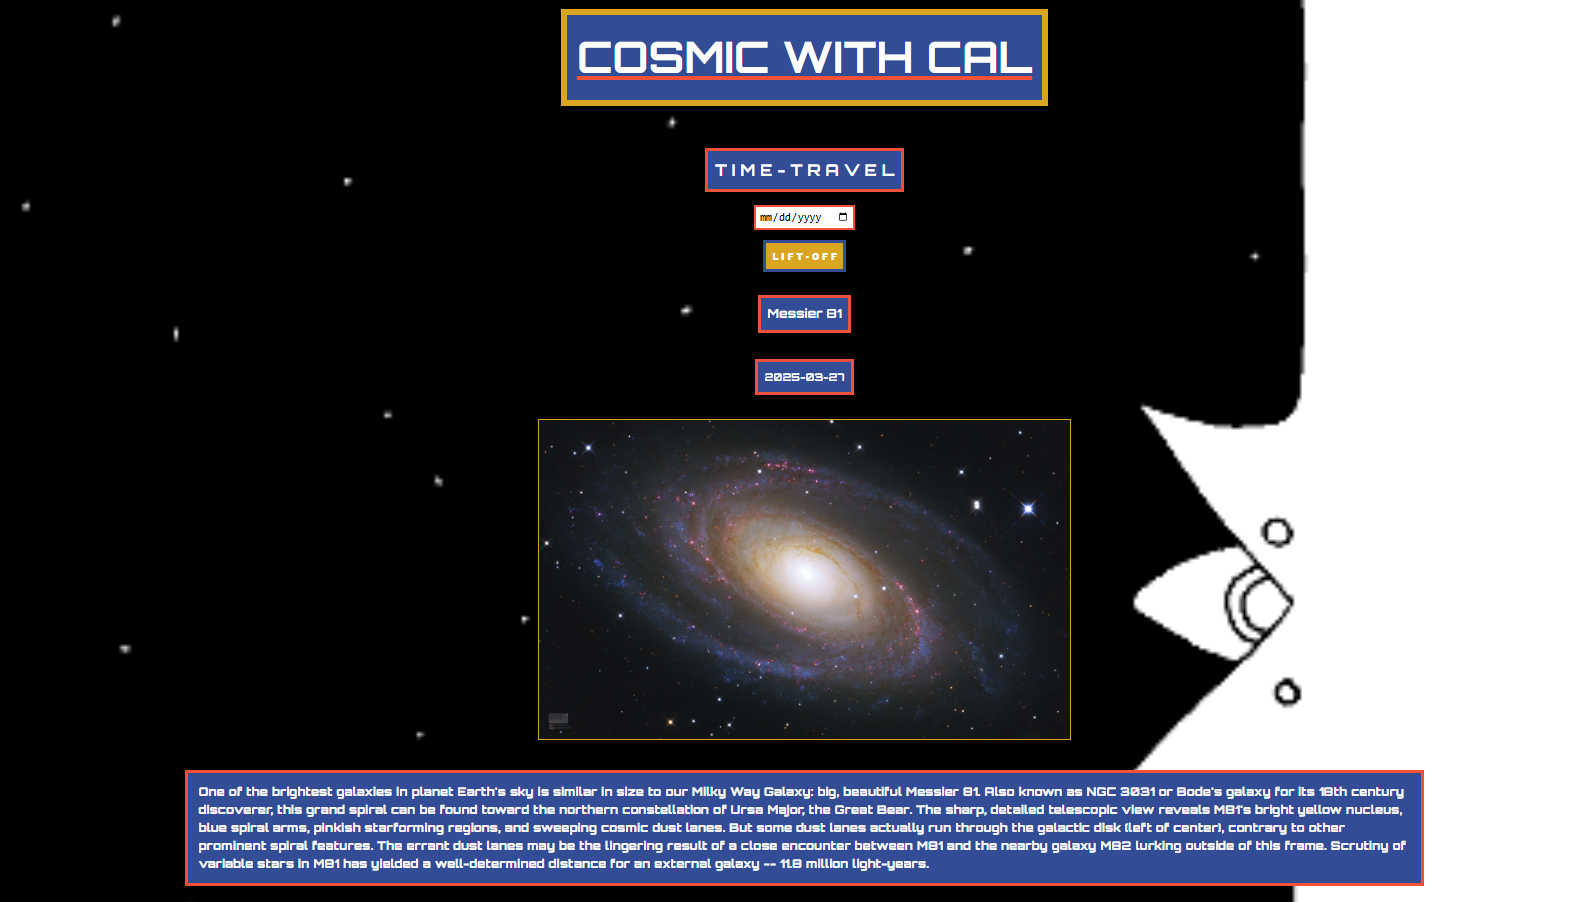 COSMIC WITH CAL
TIME-TRAVEL
mm/dd/yyyy
LIFT-OFF
Messier 81
2025-03-27
One of the brightest galaxies in planet Earth's sky is similar in size to our Milky Way Galaxy: big, beautiful Messier 81. Also known as NGC 3031 or Bode's galaxy for its 18th century
discoverer, this grand spiral can be found toward the northern constellation of Ursa Major, the Great Bear. The sharp, detailed telescopic view reveals M81's bright yellow nucleus,
blue spiral arms, pinkish starforming regions, and sweeping cosmic dust lanes. But some dust lanes actually run through the galactic disk (left of center), contrary to other
prominent spiral features. The errant dust lanes may be the lingering result of a close encounter between M81 and the nearby galaxy M82 lurking outside of this frame. Scrutiny of
variable stars in M81 has yielded a well-determined distance for an external galaxy -- 11.8 million light-years.